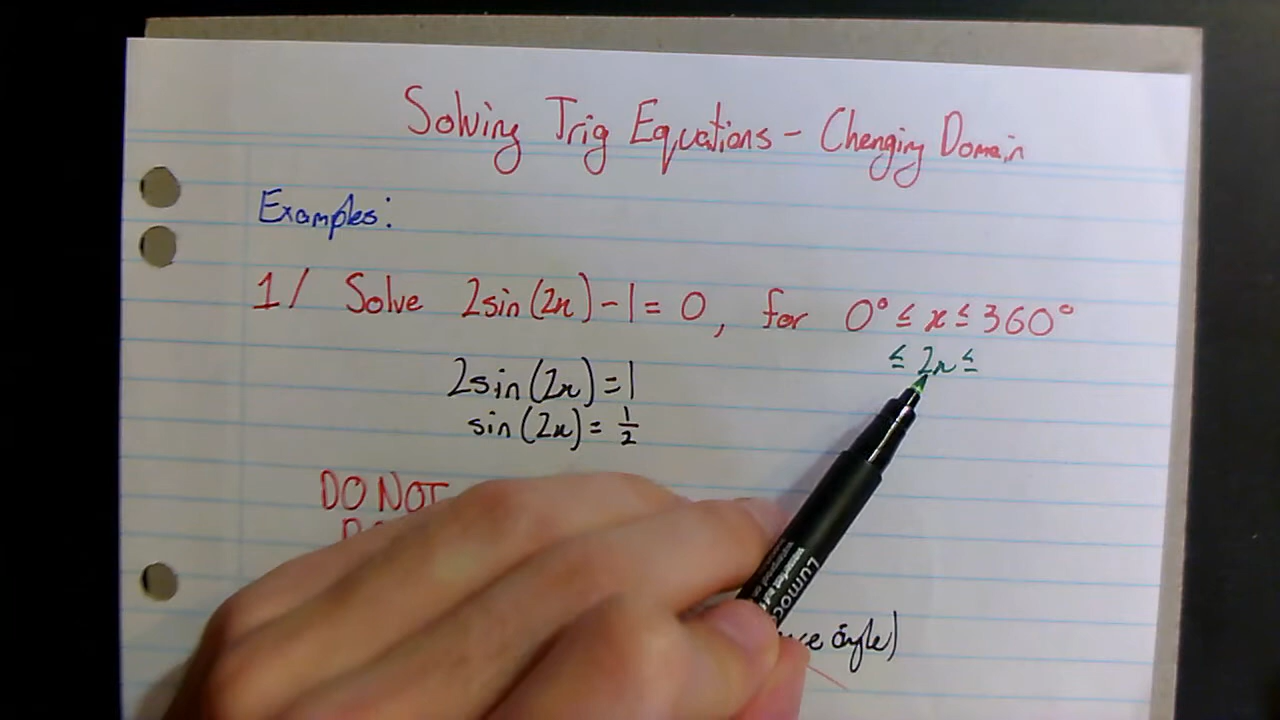 Solving Trig Equations - Changing Domain
Examples:
1/ Solve 2sin(2x)-1=0, for 0°≤x≤360°
≤2x≤
2sin(2x)=1
sin(2x)=1/2
DO NOT
angle)